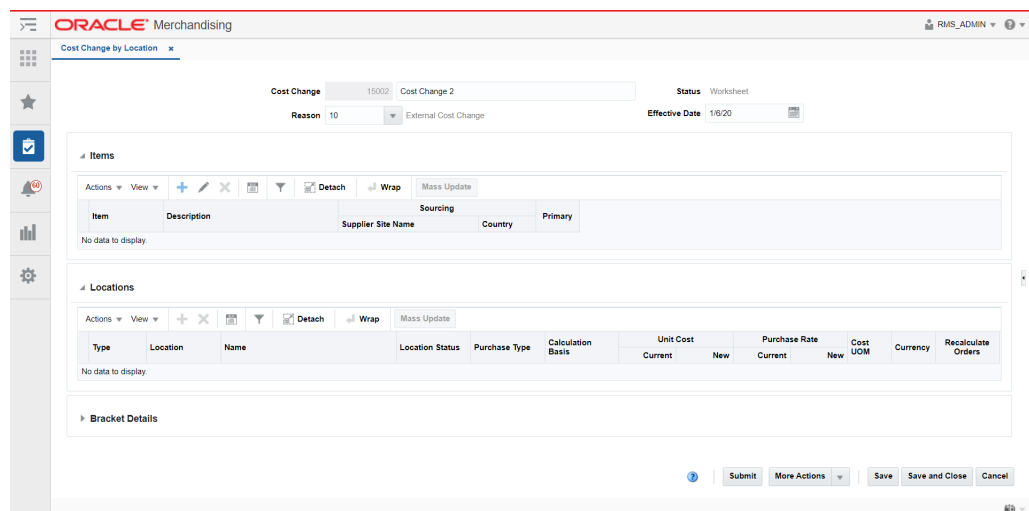 ORACLE® Merchandising
RMS_ADMIN
Cost Change by Location x
Cost Change 15002 Cost Change 2 Status Worksheet
Reason 10 External Cost Change Effective Date 1/6/20
60
Items
Actions View Detach Wrap Mass Update
Sourcing
Item Description Supplier Site Name Country Primary
No data to display.
Locations
Actions View Detach Wrap Mass Update
Unit Cost Purchase Rate
Type Location Name Location Status Purchase Type Calculation Basis Current New Current New Cost UOM Currency Recalculate Orders
No data to display.
Bracket Details
Submit More Actions Save Save and Close Cancel